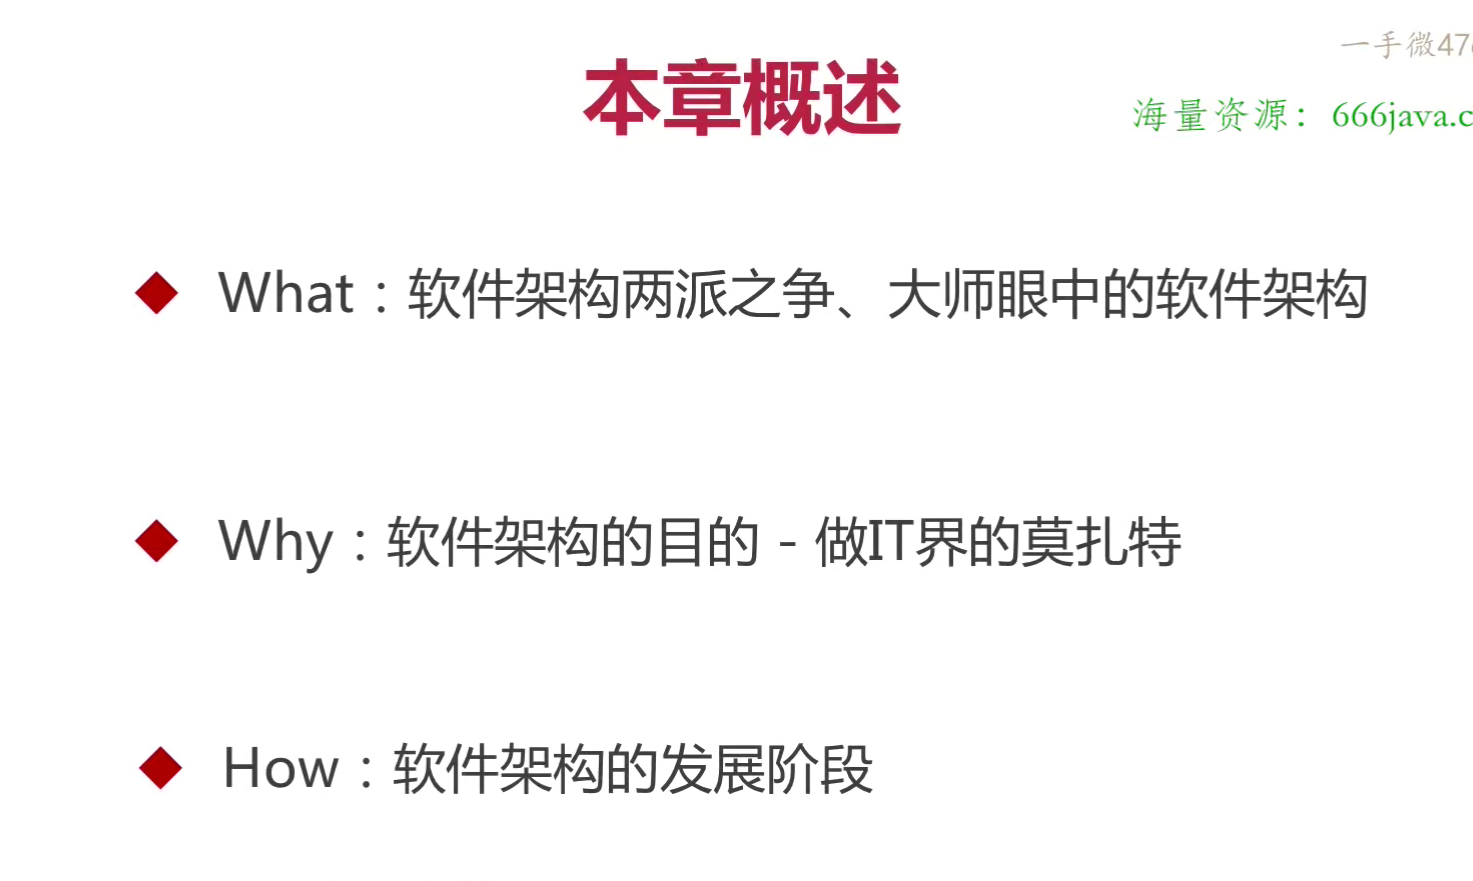 一手微47
本章概述
海量资源：666java.c
What：软件架构两派之争、大师眼中的软件架构
Why：软件架构的目的 - 做IT界的莫扎特
How：软件架构的发展阶段